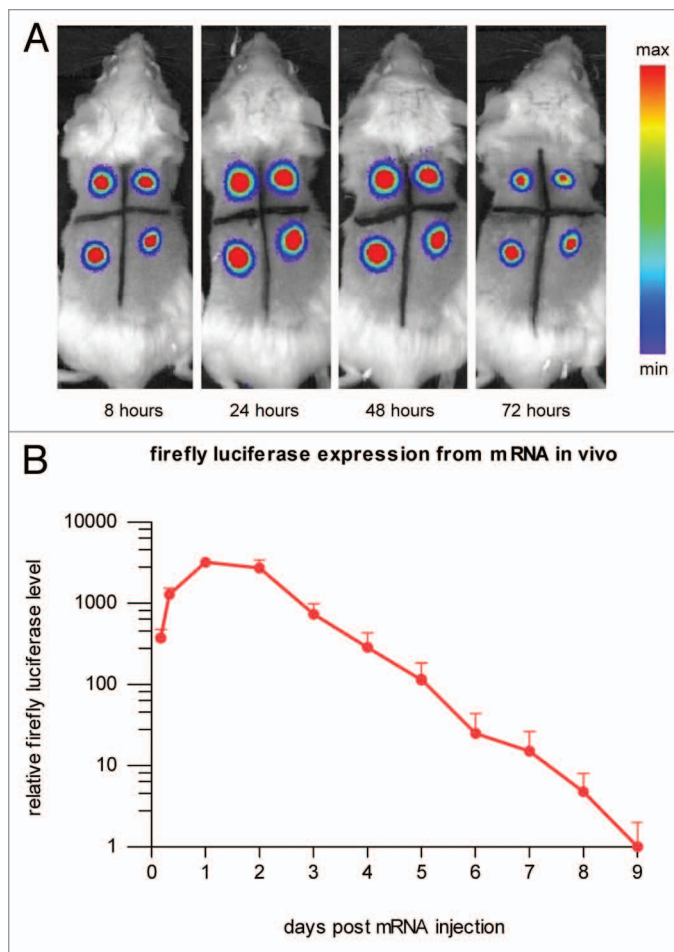 A
max
min
8 hours
24 hours
48 hours
72 hours
B
firefly luciferase expression from mRNA in vivo
relative firefly luciferase level
10000
1000
100
10
1
0 1 2 3 4 5 6 7 8 9
days post mRNA injection